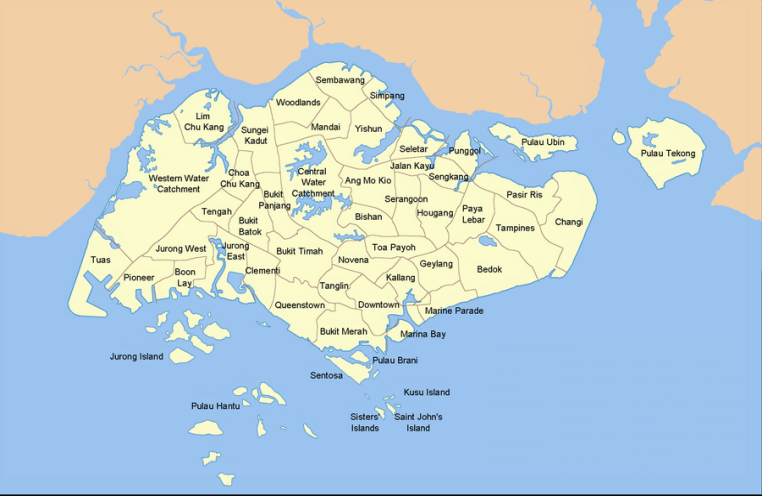 Sembawang
Simpang
Woodlands
Lim
Chu Kang
Mandai
Yishun
Sungei
Kadut
Seletar
Punggol
Pulau Ubin
Pulau Tekong
Jalan Kayu
Sengkang
Western Water
Catchment
Choa
Chu Kang
Central
Water
Catchment
Ang Mo Kio
Bukit
Panjang
Serangoon
Pasir Ris
Tengah
Bishan
Hougang
Paya
Lebar
Tampines
Changi
Bukit
Batok
Jurong West
Jurong
East
Bukit Timah
Toa Payoh
Novena
Tuas
Pioneer
Boon
Lay
Clementi
Geylang
Bedok
Kallang
Tanglin
Queenstown
Downtown
Marine Parade
Bukit Merah
Marina Bay
Jurong Island
Pulau Brani
Sentosa
Kusu Island
Pulau Hantu
Sisters'
Islands
Saint John's
Island